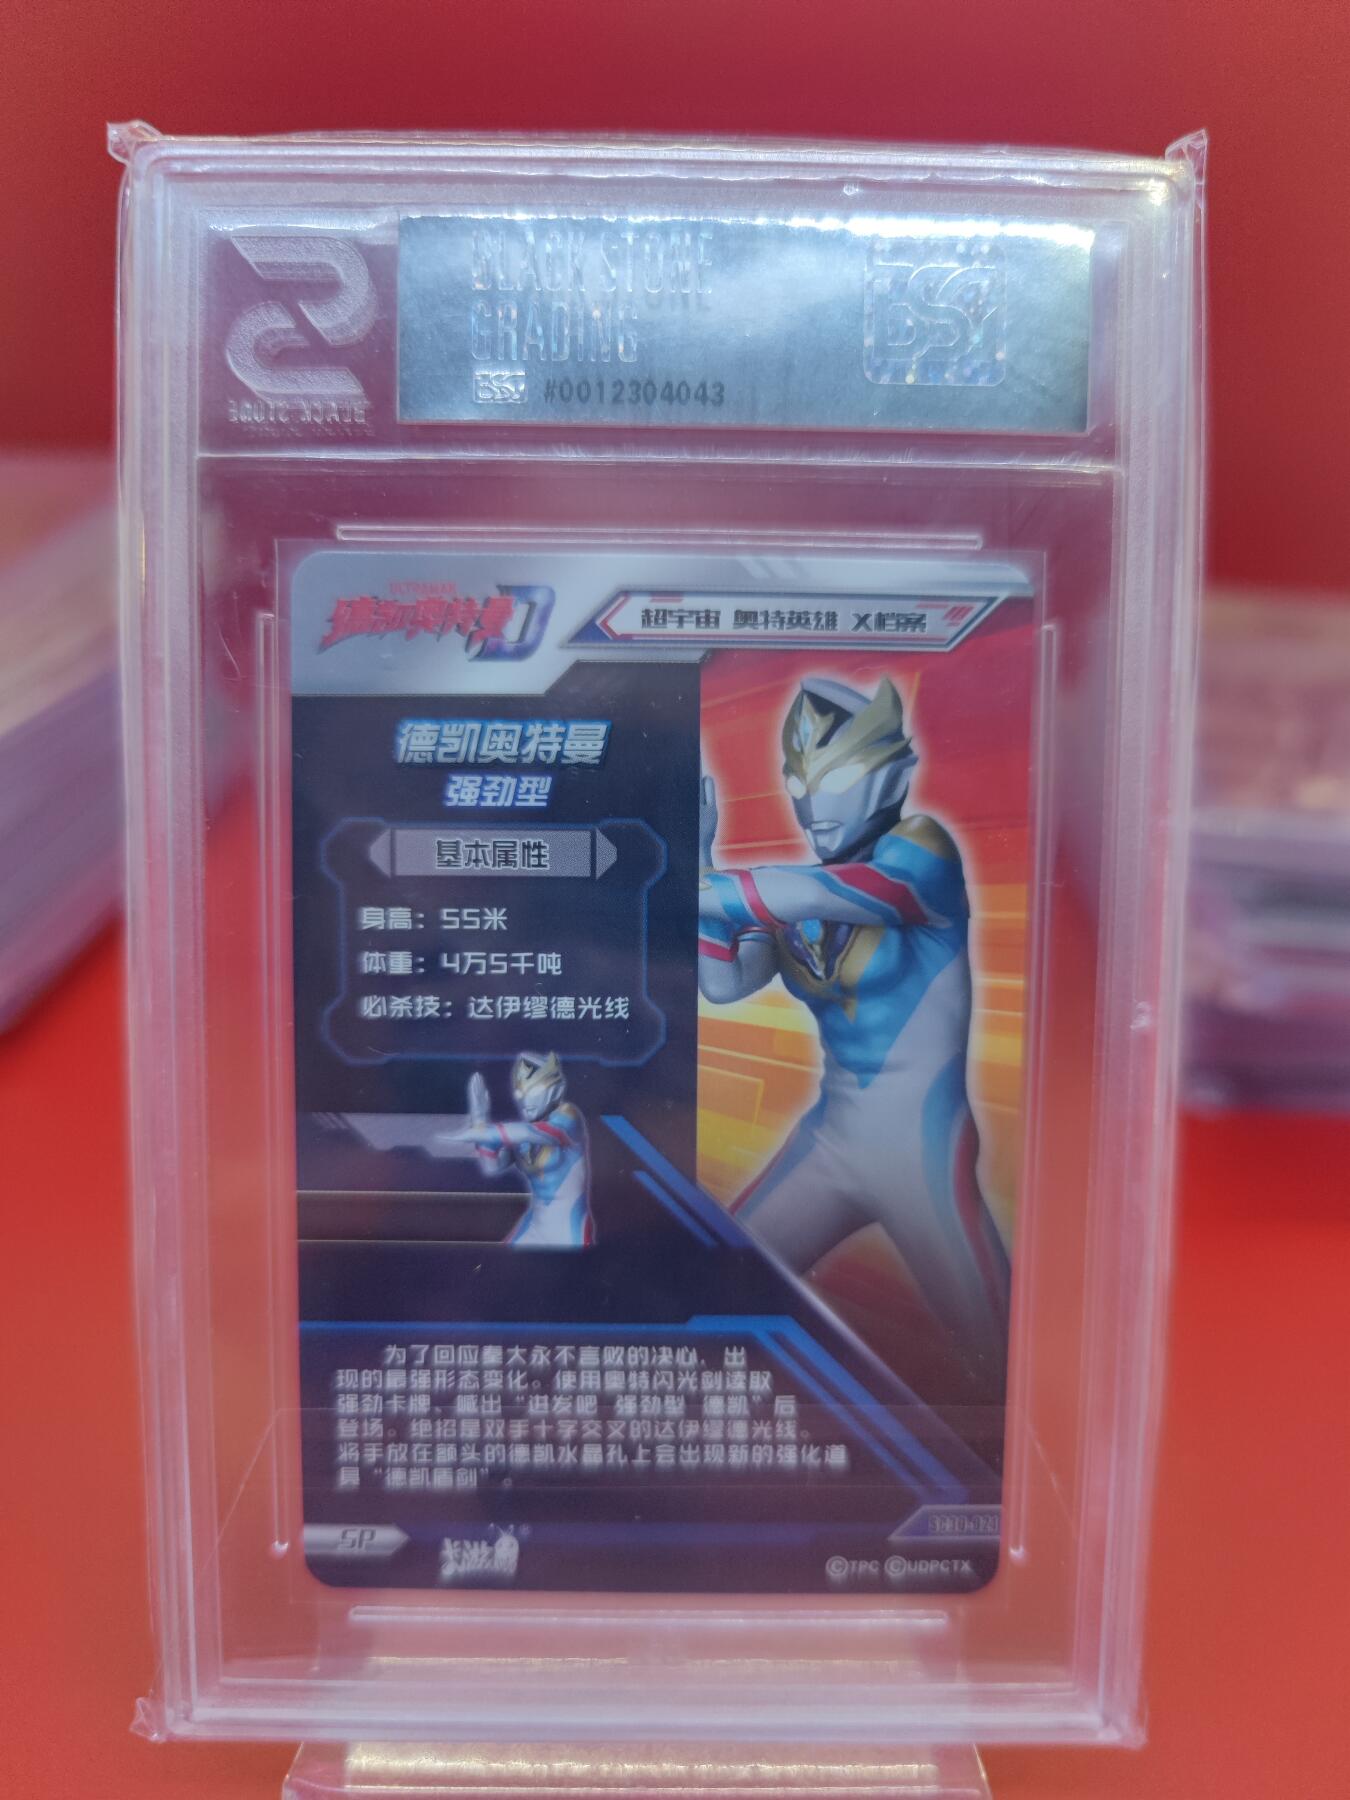 BLACK STONE
GRADING
BSG
BSG #0012304043
BLACK STONE
ULTRAMAN
德凯奥特曼 D
超宇宙 奥特英雄 X档案
德凯奥特曼
强劲型
基本属性
身高：55米
体重：4万5千吨
必杀技：达伊缪德光线
为了回应奏大永不言败的决心，出
现的最强形态变化。使用奥特闪光剑读取
强劲卡牌、喊出“迸发吧 强劲型 德凯”后
登场。绝招是双手十字交叉的达伊缪德光线。
将手放在额头的德凯水晶孔上会出现新的强化道
具“德凯盾剑”。
SP
卡游
©TPC ©UDPCTX